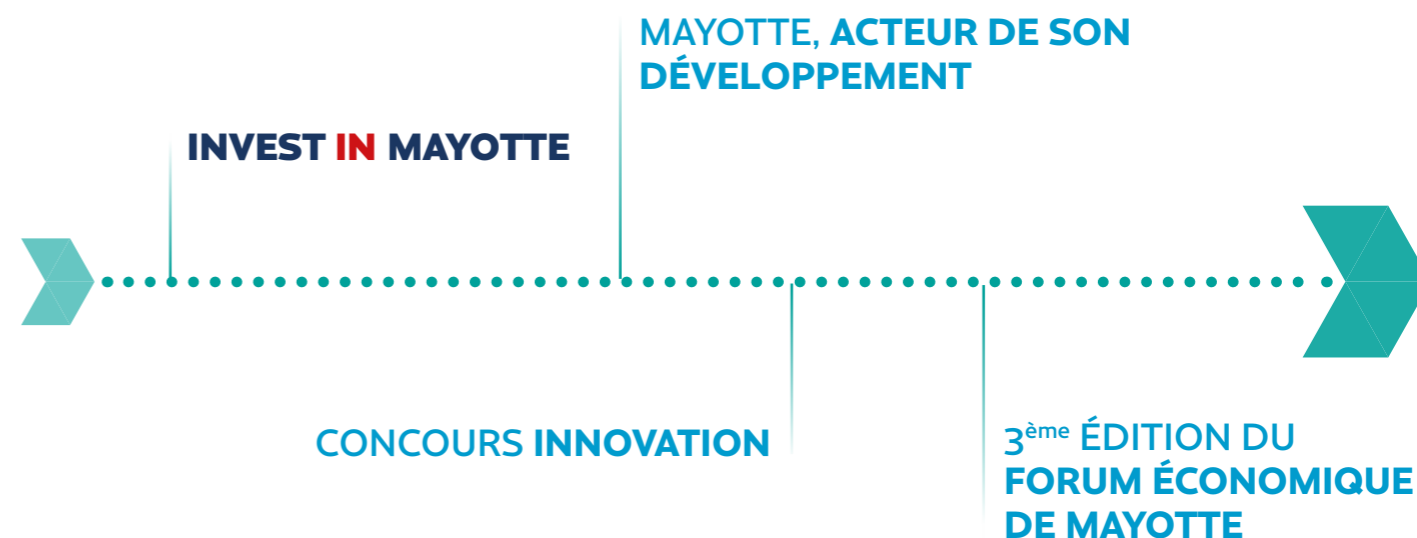 MAYOTTE, ACTEUR DE SON
DÉVELOPPEMENT
INVEST IN MAYOTTE
CONCOURS INNOVATION
3ème ÉDITION DU
FORUM ÉCONOMIQUE
DE MAYOTTE